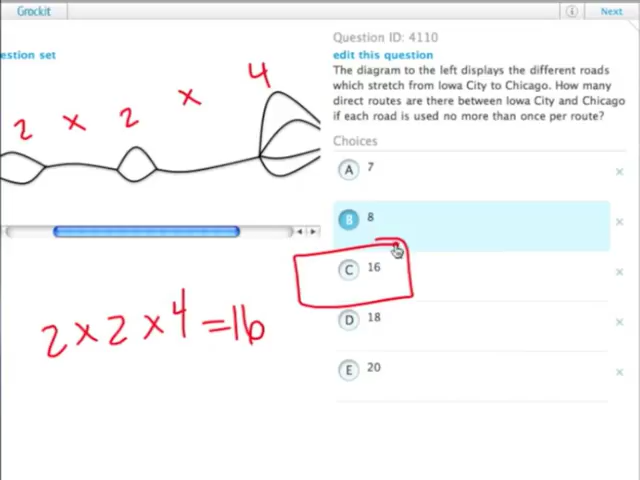 Grockit
Next
Question ID: 4110
estion set
edit this question
The diagram to the left displays the different roads
which stretch from Iowa City to Chicago. How many
direct routes are there between Iowa City and Chicago
if each road is used no more than once per route?
2 x 2 x 4
Choices
A 7
B 8
C 16
D 18
E 20
2 x 2 x 4 = 16